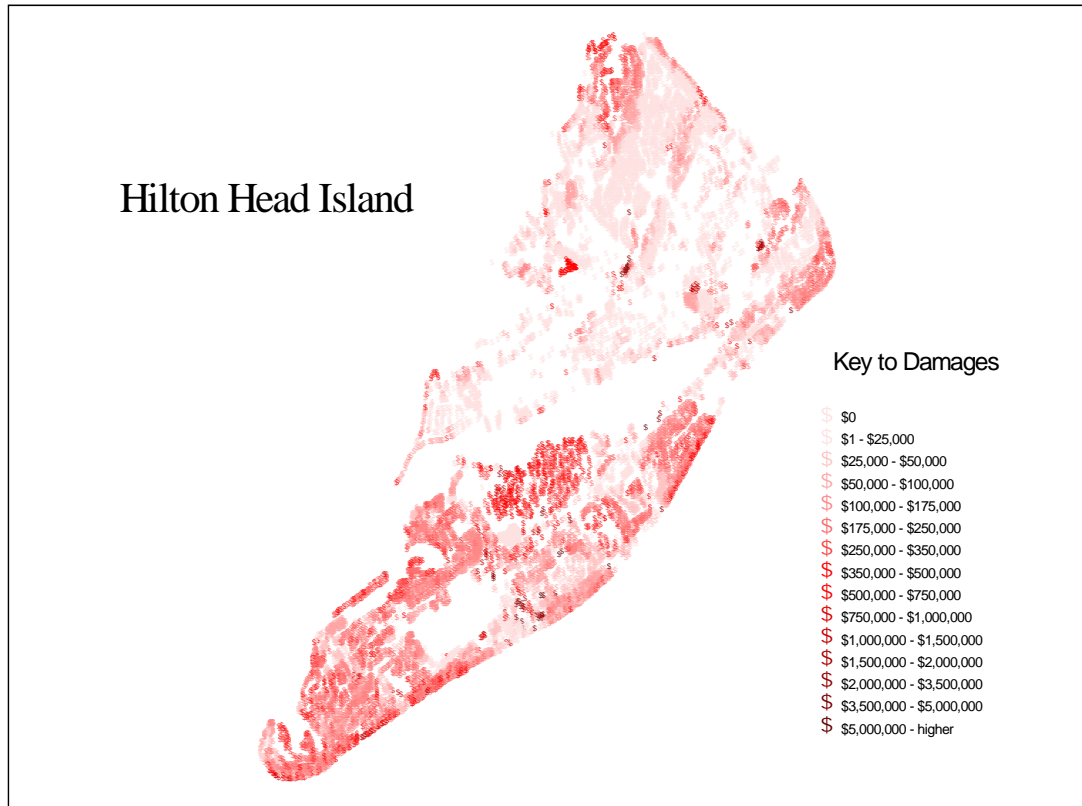 Hilton Head Island
Key to Damages
$ $0
$ $1 - $25,000
$ $25,000 - $50,000
$ $50,000 - $100,000
$ $100,000 - $175,000
$ $175,000 - $250,000
$ $250,000 - $350,000
$ $350,000 - $500,000
$ $500,000 - $750,000
$ $750,000 - $1,000,000
$ $1,000,000 - $1,500,000
$ $1,500,000 - $2,000,000
$ $2,000,000 - $3,500,000
$ $3,500,000 - $5,000,000
$ $5,000,000 - higher